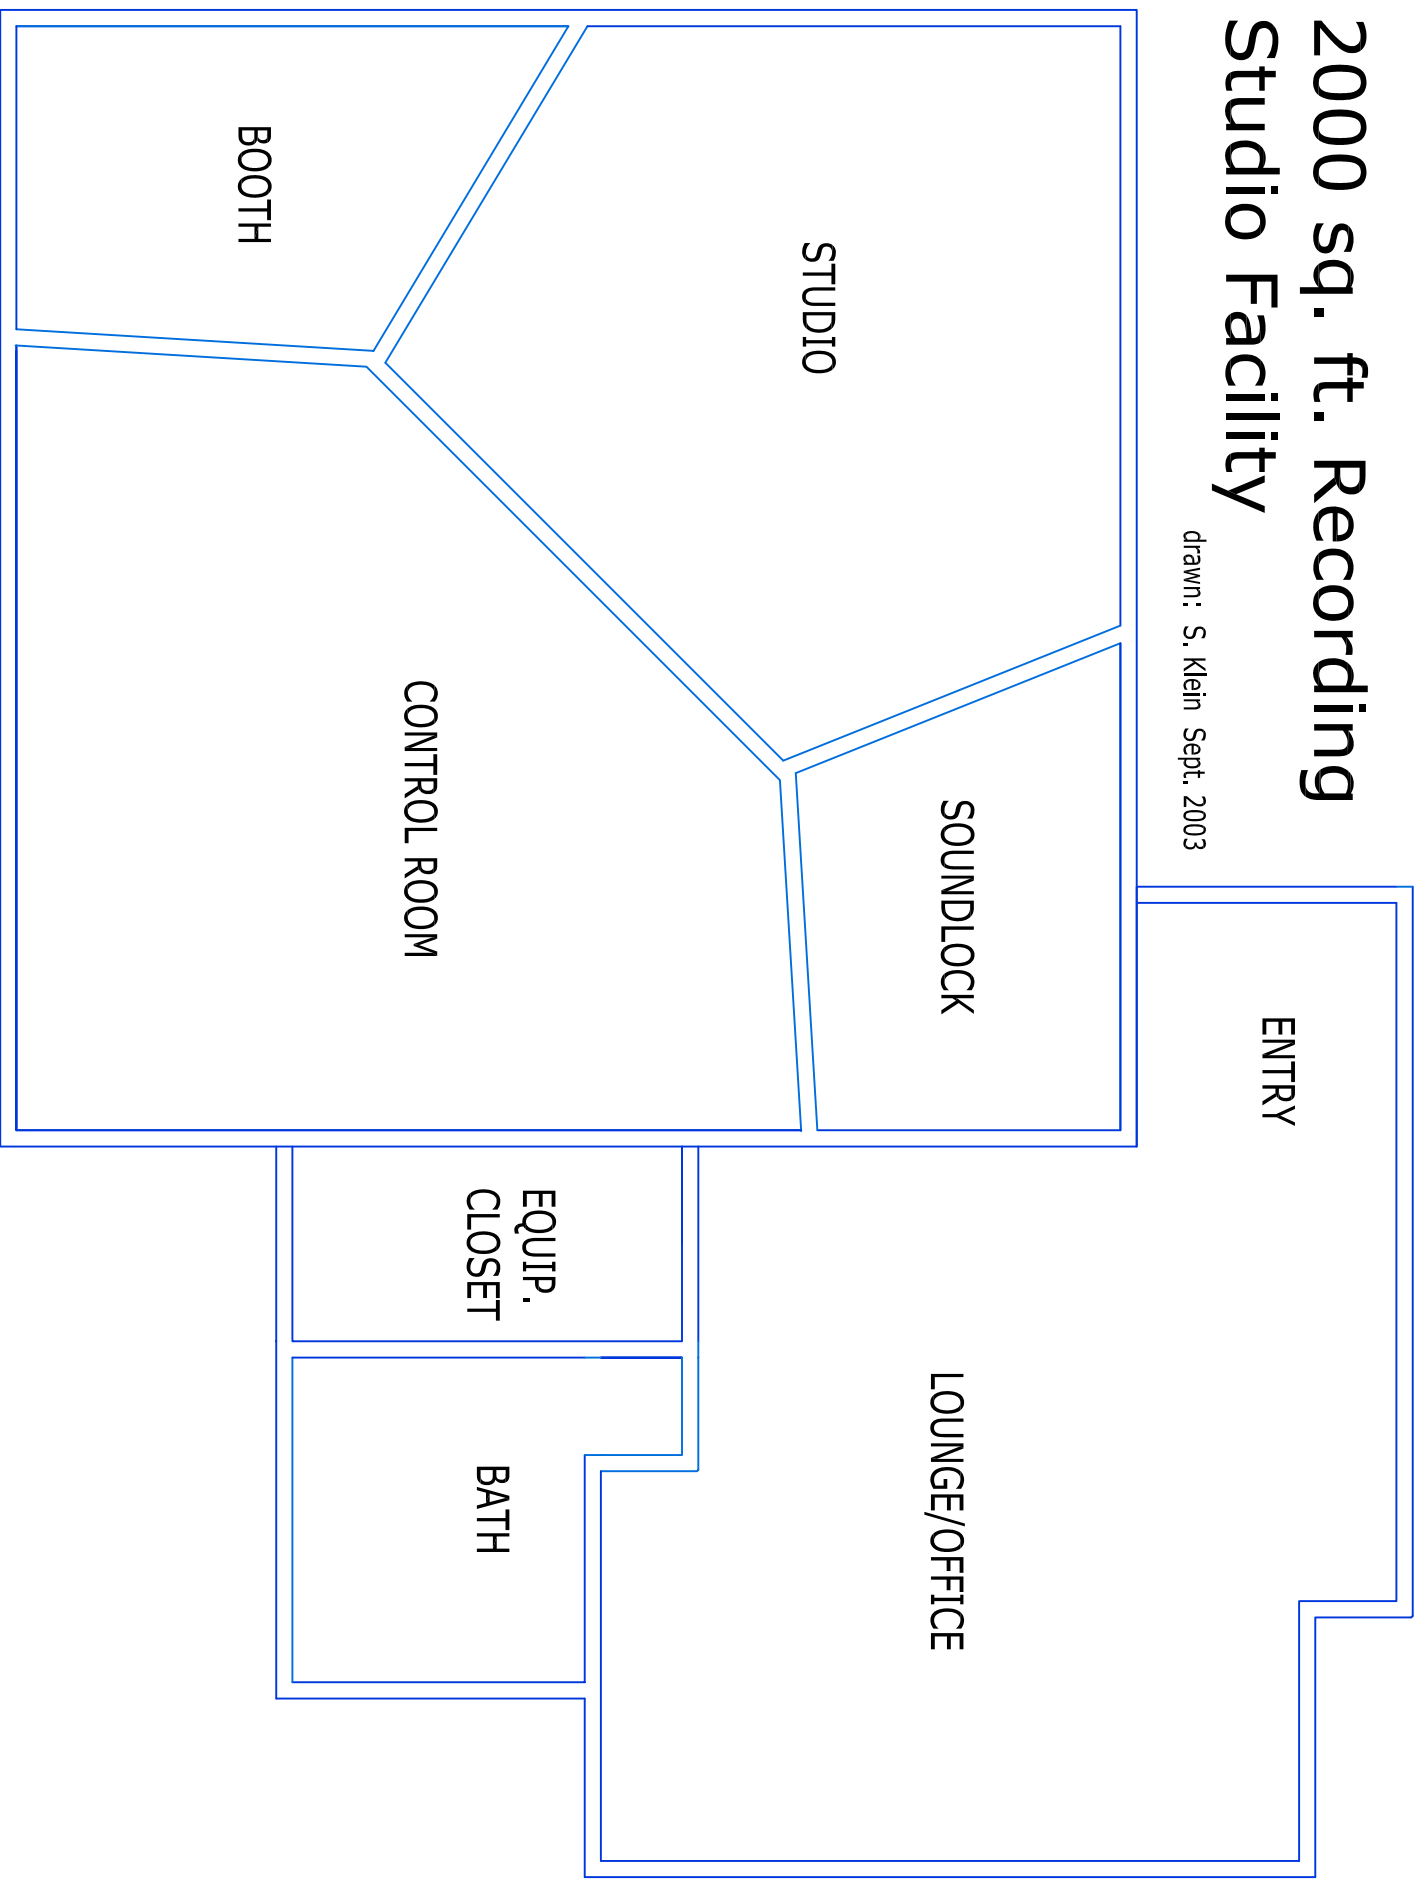 2000 sq. ft. Recording
Studio Facility
drawn: S. Klein Sept. 2003
ENTRY
STUDIO
SOUNDLOCK
LOUNGE/OFFICE
BOOTH
CONTROL ROOM
EQUIP.
CLOSET
BATH